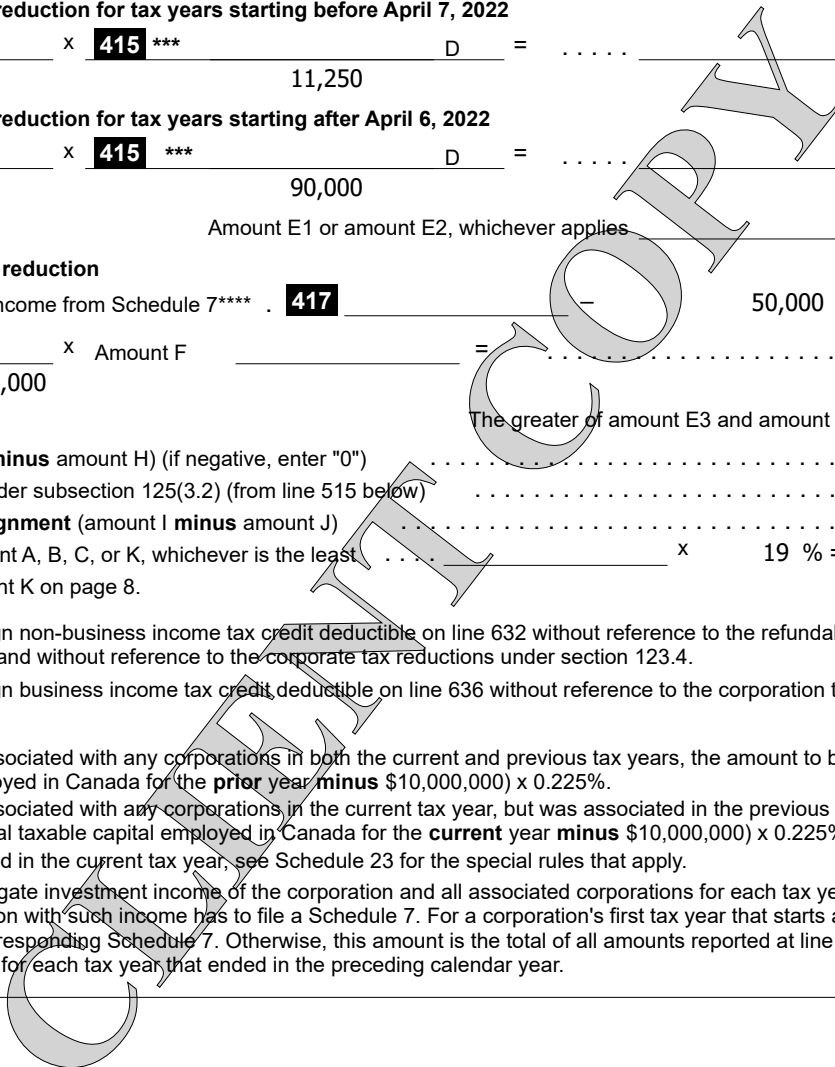 reduction for tax years starting before April 7, 2022
x 415 *** D = . . . . .
11,250
reduction for tax years starting after April 6, 2022
x 415 *** D = . . . . .
90,000
Amount E1 or amount E2, whichever applies
reduction
ncome from Schedule 7**** . 417 – 50,000
x Amount F = . . . . . . . . . . . . . . . . . . . .
,000
The greater of amount E3 and amount
minus amount H) (if negative, enter "0") . . . . . . . . . . . . . . . . . . . . . . . . . . . . .
der subsection 125(3.2) (from line 515 below) . . . . . . . . . . . . . . . . . . . . . . . . .
gnment (amount I minus amount J) . . . . . . . . . . . . . . . . . . . . . . . . . . . . . . .
nt A, B, C, or K, whichever is the least . . . . x 19 % =
nt K on page 8.
gn non-business income tax credit deductible on line 632 without reference to the refundal
and without reference to the corporate tax reductions under section 123.4.
gn business income tax credit deductible on line 636 without reference to the corporation t
sociated with any corporations in both the current and previous tax years, the amount to b
oyed in Canada for the prior year minus $10,000,000) x 0.225%.
sociated with any corporations in the current tax year, but was associated in the previous
al taxable capital employed in Canada for the current year minus $10,000,000) x 0.225%
d in the current tax year, see Schedule 23 for the special rules that apply.
gate investment income of the corporation and all associated corporations for each tax ye
on with such income has to file a Schedule 7. For a corporation's first tax year that starts a
responding Schedule 7. Otherwise, this amount is the total of all amounts reported at line
for each tax year that ended in the preceding calendar year.
CLIENT COPY